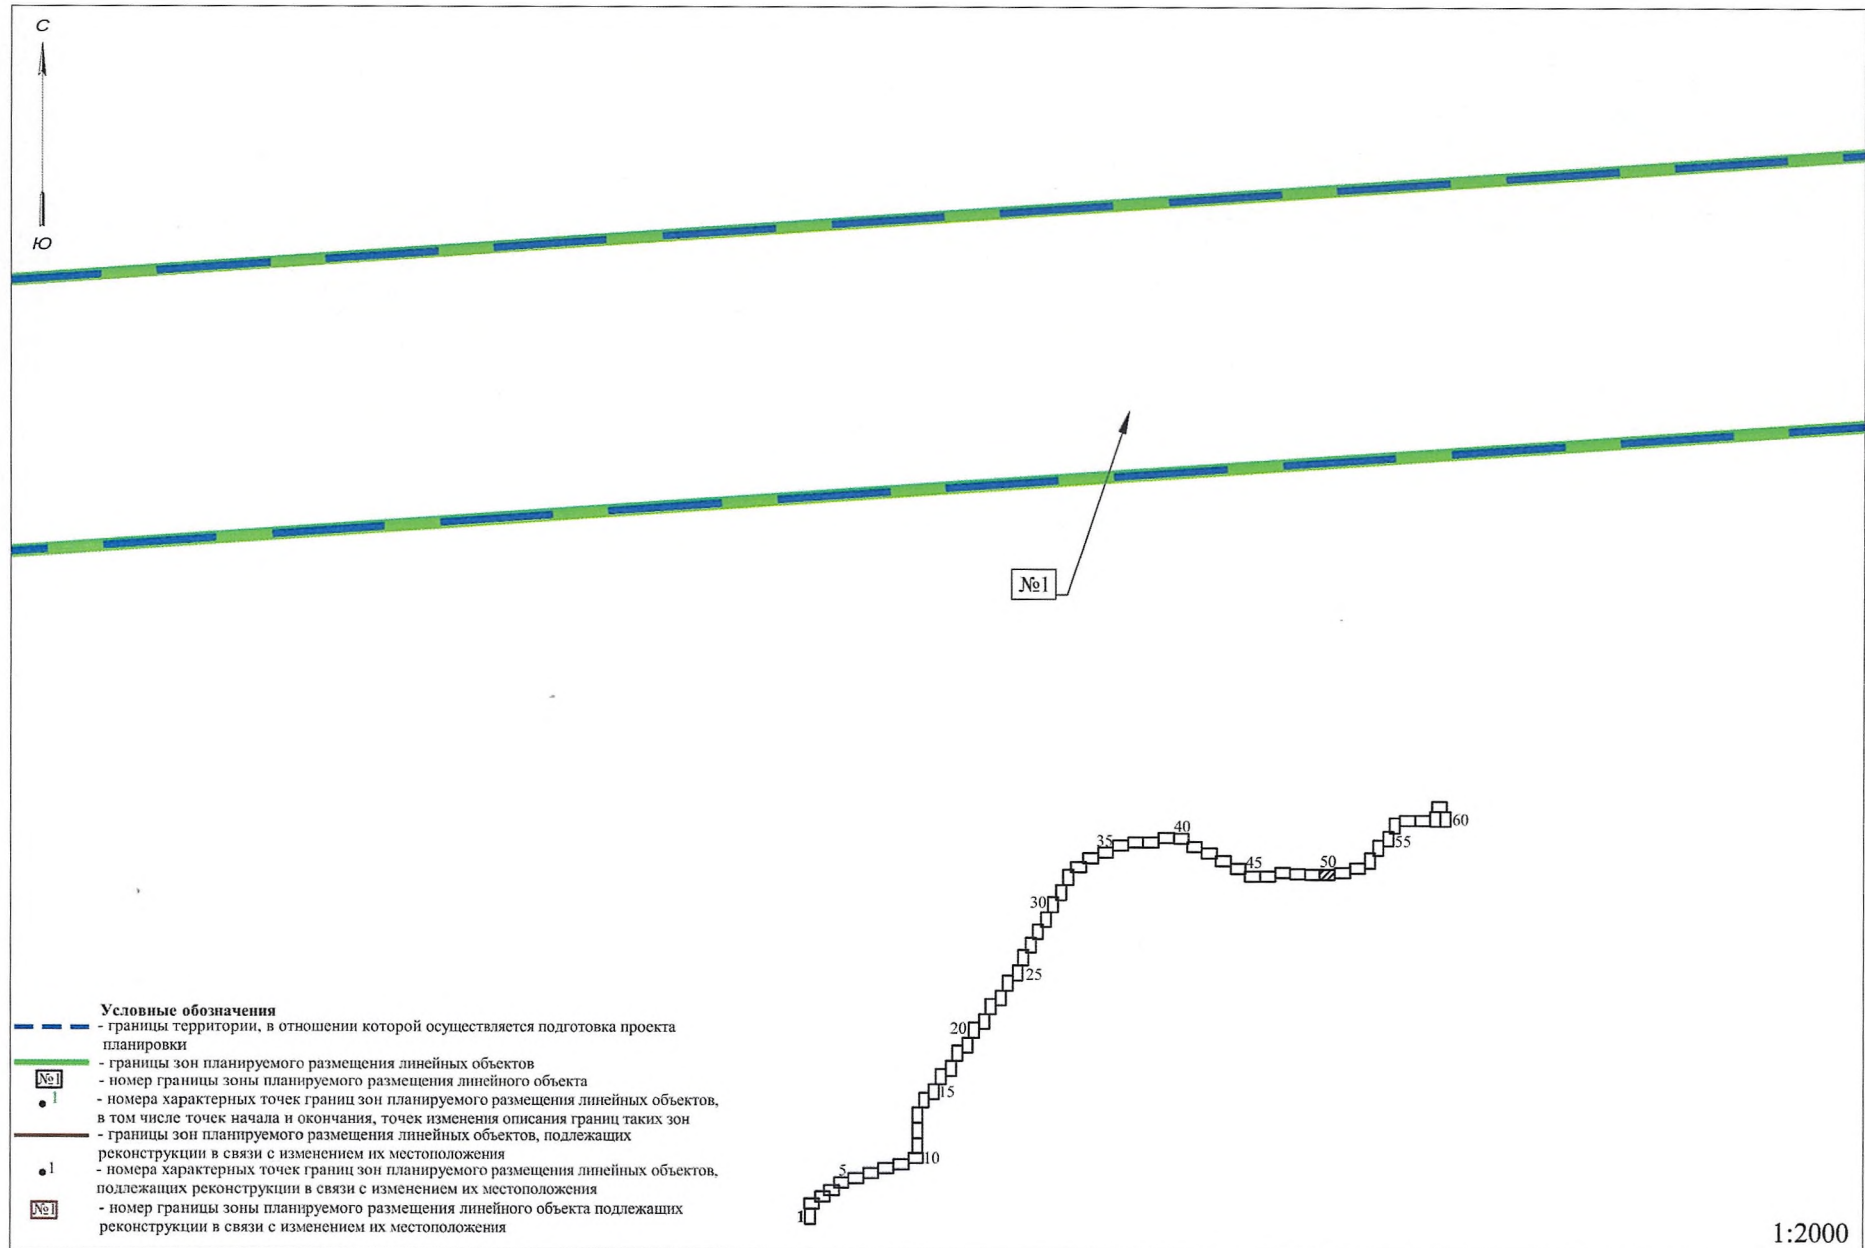 С
Ю
№1
40
60
35
55
45
50
30
25
20
15
5
10
1
Условные обозначения
- границы территории, в отношении которой осуществляется подготовка проекта
планировки
- границы зон планируемого размещения линейных объектов
№1 - номер границы зоны планируемого размещения линейного объекта
1 - номера характерных точек границ зон планируемого размещения линейных объектов,
в том числе точек начала и окончания, точек изменения описания границ таких зон
- границы зон планируемого размещения линейных объектов, подлежащих
реконструкции в связи с изменением их местоположения
1 - номера характерных точек границ зон планируемого размещения линейных объектов,
подлежащих реконструкции в связи с изменением их местоположения
№1 - номер границы зоны планируемого размещения линейного объекта подлежащих
реконструкции в связи с изменением их местоположения
1:2000